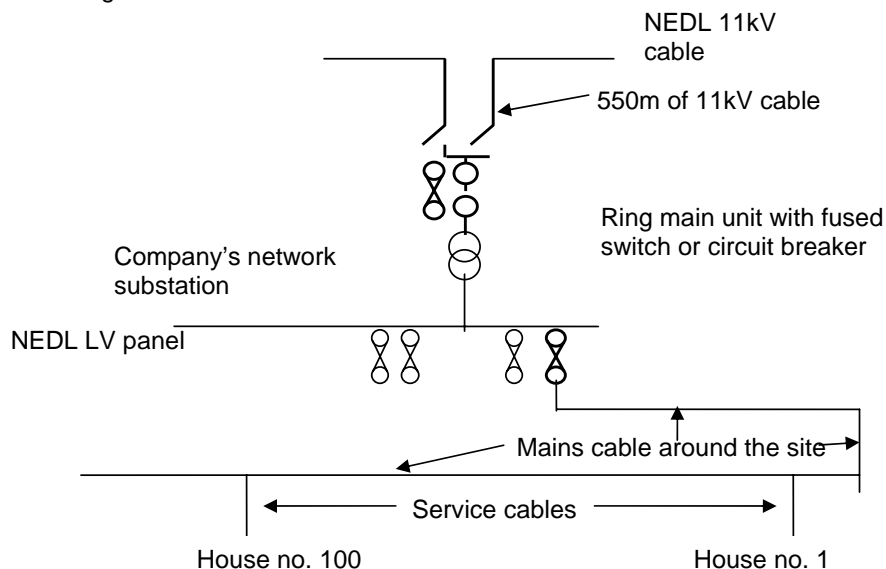 NEDL 11kV
cable
550m of 11kV cable
Ring main unit with fused
switch or circuit breaker
Company’s network
substation
NEDL LV panel
Mains cable around the site
Service cables
House no. 100
House no. 1